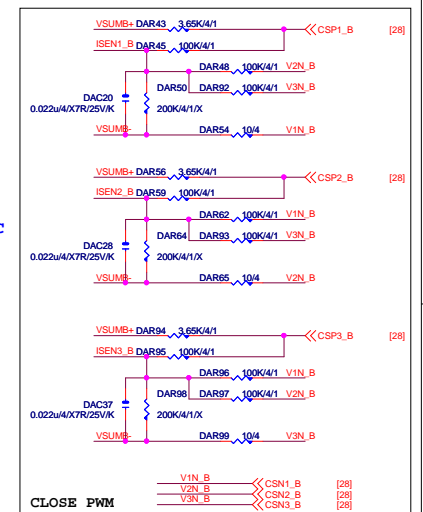 VSUMB+ DAR43 3.65K/4/1 CSP1_B [28]
ISEN1_B DAR45 100K/4/1
DAR48 100K/4/1 V2N_B
DAR50 DAR92 100K/4/1 V3N_B
DAC20
0.022u/4/X7R/25V/K 200K/4/1/X
VSUMB- DAR54 10/4 V1N_B
VSUMB+ DAR56 3.65K/4/1 CSP2_B [28]
ISEN2_B DAR59 100K/4/1
DAR62 100K/4/1 V1N_B
DAR64 DAR93 100K/4/1 V3N_B
DAC28
0.022u/4/X7R/25V/K 200K/4/1/X
VSUMB- DAR65 10/4 V2N_B
VSUMB+ DAR94 3.65K/4/1 CSP3_B [28]
ISEN3_B DAR95 100K/4/1
DAR96 100K/4/1 V1N_B
DAR98 DAR97 100K/4/1 V2N_B
DAC37
0.022u/4/X7R/25V/K 200K/4/1/X
VSUMB- DAR99 10/4 V3N_B
V1N_B CSN1_B [28]
V2N_B CSN2_B [28]
V3N_B CSN3_B [28]
CLOSE PWM